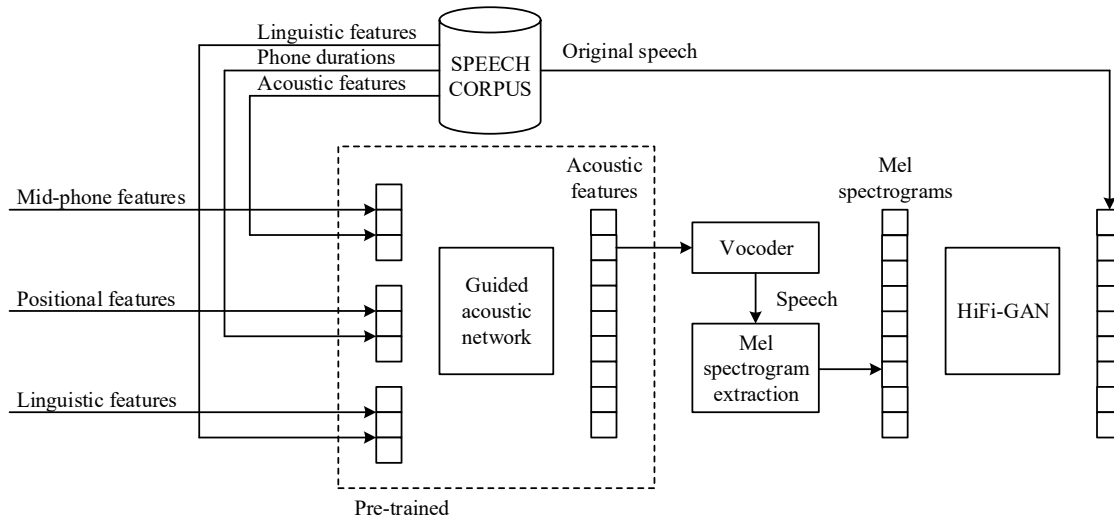 Linguistic features
Phone durations
Acoustic features
SPEECH
CORPUS
Original speech
Mid-phone features
Positional features
Linguistic features
Guided
acoustic
network
Acoustic
features
Pre-trained
Vocoder
Speech
Mel
spectrogram
extraction
Mel
spectrograms
HiFi-GAN